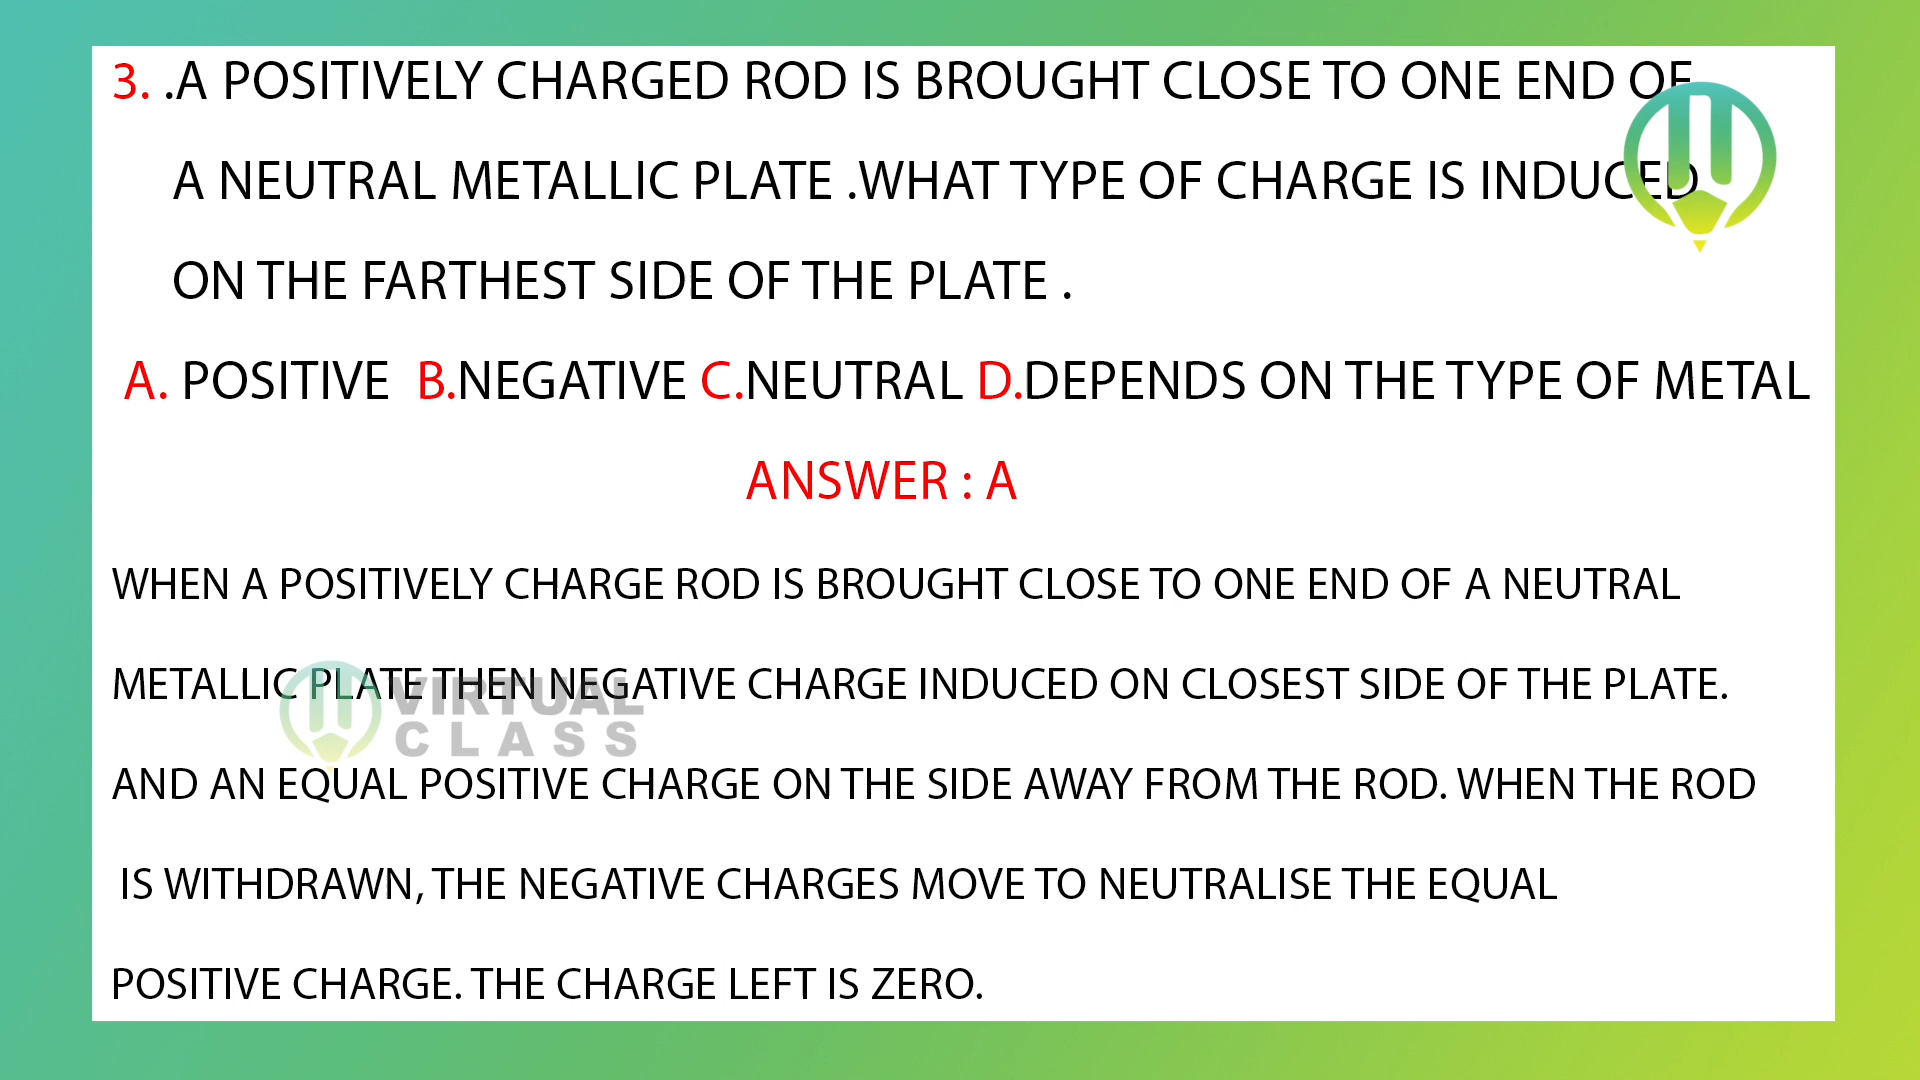 3. .A POSITIVELY CHARGED ROD IS BROUGHT CLOSE TO ONE END OF
A NEUTRAL METALLIC PLATE .WHAT TYPE OF CHARGE IS INDUCED
ON THE FARTHEST SIDE OF THE PLATE .
A. POSITIVE B.NEGATIVE C.NEUTRAL D.DEPENDS ON THE TYPE OF METAL
ANSWER : A
WHEN A POSITIVELY CHARGE ROD IS BROUGHT CLOSE TO ONE END OF A NEUTRAL
METALLIC PLATE THEN NEGATIVE CHARGE INDUCED ON CLOSEST SIDE OF THE PLATE.
VIRTUAL
CLASS
AND AN EQUAL POSITIVE CHARGE ON THE SIDE AWAY FROM THE ROD. WHEN THE ROD
IS WITHDRAWN, THE NEGATIVE CHARGES MOVE TO NEUTRALISE THE EQUAL
POSITIVE CHARGE. THE CHARGE LEFT IS ZERO.